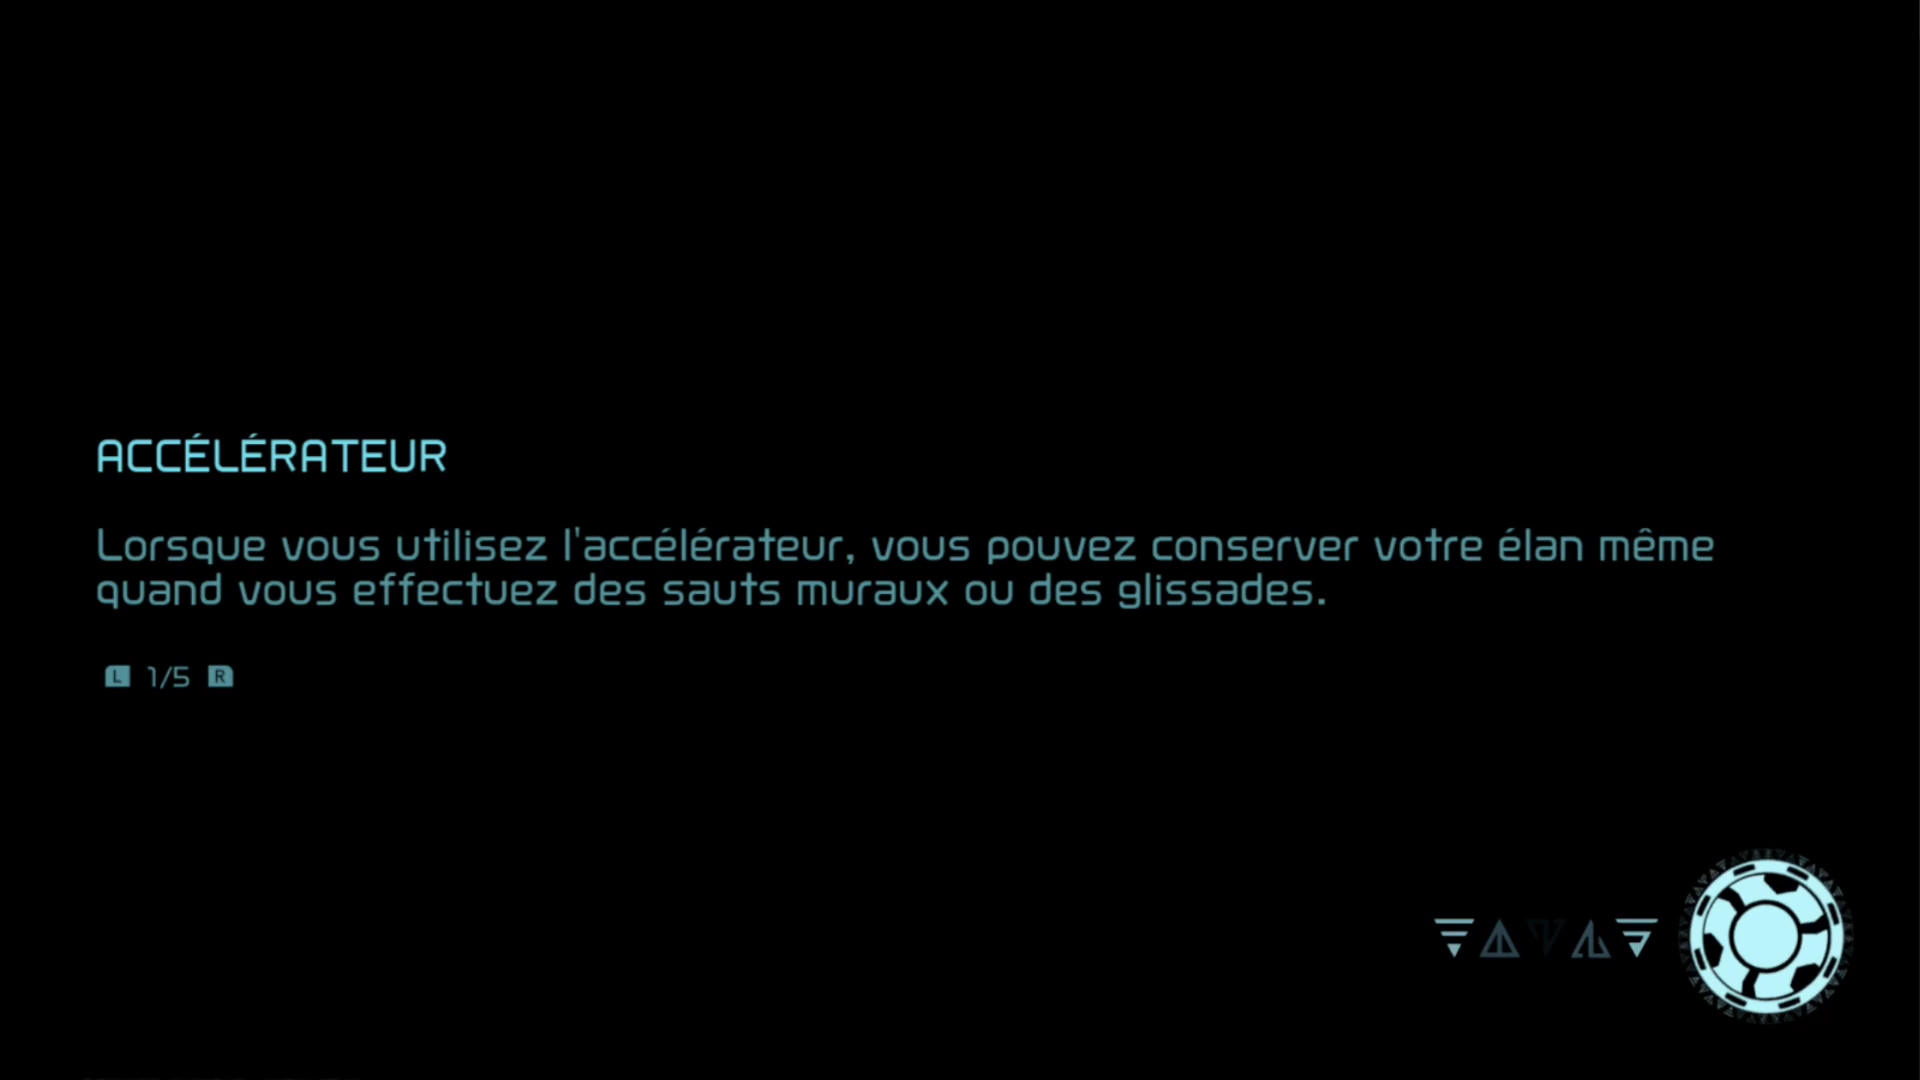 ACCÉLÉRATEUR
Lorsque vous utilisez l'accélérateur, vous pouvez conserver votre élan même
quand vous effectuez des sauts muraux ou des glissades.
L 1/5 R